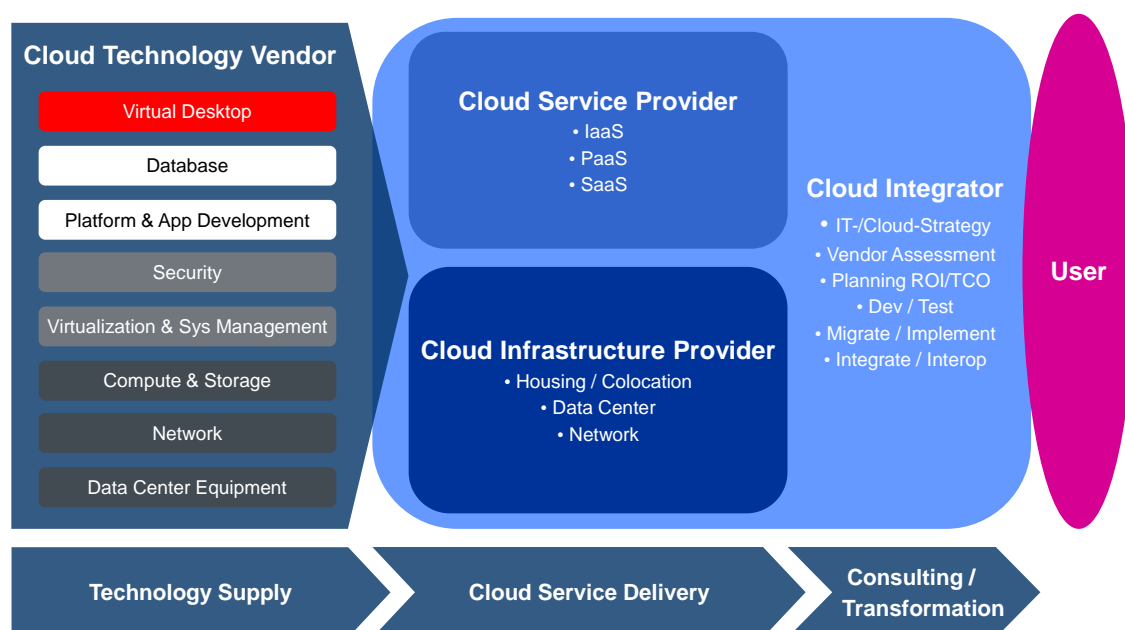 Cloud Technology Vendor
Virtual Desktop
Database
Platform & App Development
Security
Virtualization & Sys Management
Compute & Storage
Network
Data Center Equipment
Cloud Service Provider
• IaaS
• PaaS
• SaaS
Cloud Infrastructure Provider
• Housing / Colocation
• Data Center
• Network
Cloud Integrator
• IT-/Cloud-Strategy
• Vendor Assessment
• Planning ROI/TCO
• Dev / Test
• Migrate / Implement
• Integrate / Interop
User
Technology Supply
Cloud Service Delivery
Consulting /
Transformation